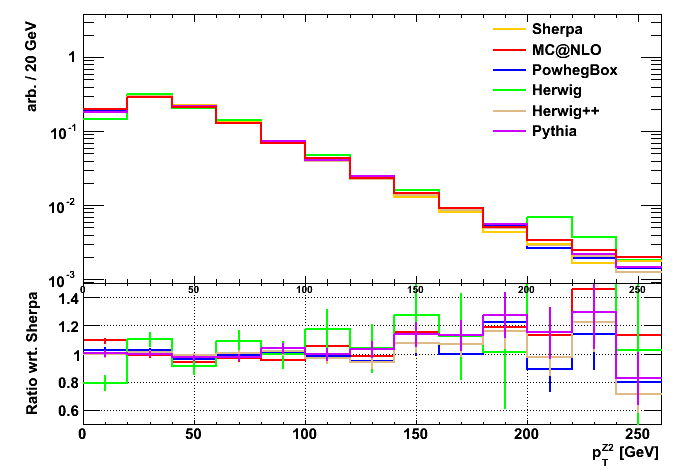 arb. / 20 GeV
1
10⁻¹
10⁻²
10⁻³
Sherpa
MC@NLO
PowhegBox
Herwig
Herwig++
Pythia
0 50 100 150 200 250
Ratio wrt. Sherpa
1.4
1.2
1
0.8
0.6
0 50 100 150 200 250
p_T^Z2 [GeV]